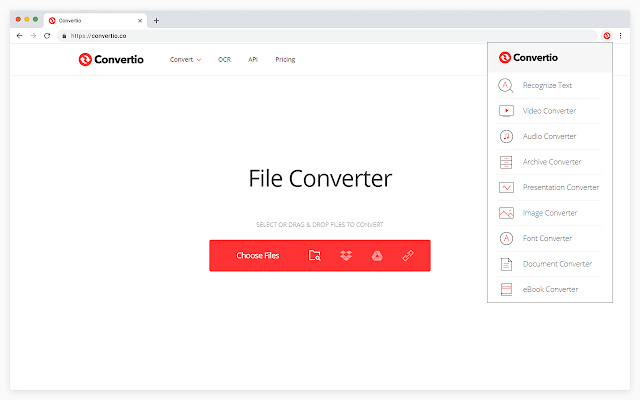 Convertio
https://convertio.co
Convertio
Convert
OCR
API
Pricing
File Converter
SELECT OR DRAG & DROP FILES TO CONVERT
Choose Files
Convertio
Recognize Text
Video Converter
Audio Converter
Archive Converter
Presentation Converter
Image Converter
Font Converter
Document Converter
eBook Converter